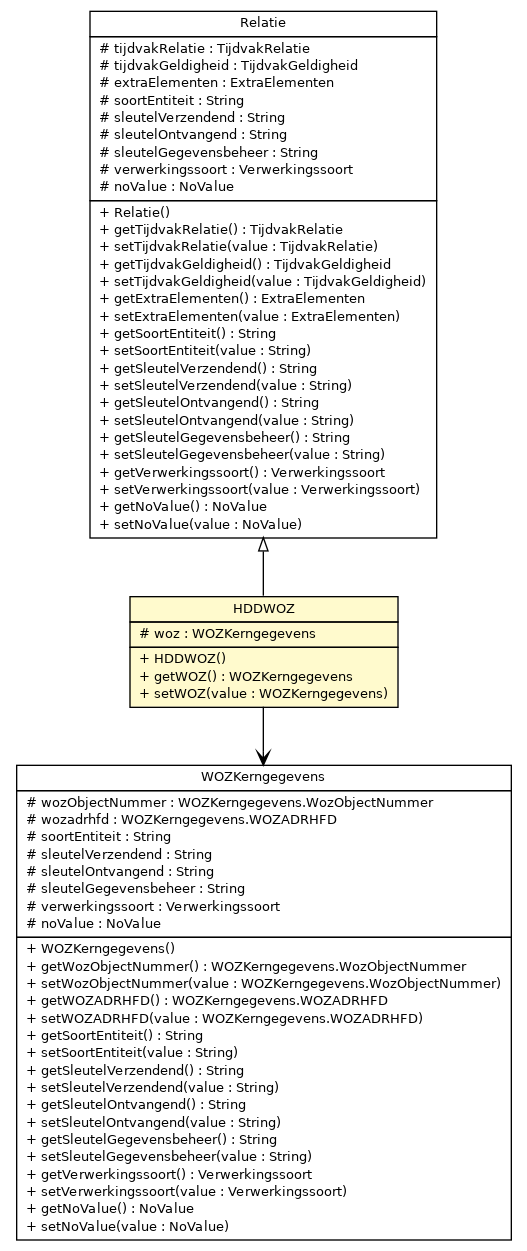 Relatie
# tijdvakRelatie : TijdvakRelatie
# tijdvakGeldigheid : TijdvakGeldigheid
# extraElementen : ExtraElementen
# soortEntiteit : String
# sleutelVerzendend : String
# sleutelOntvangend : String
# sleutelGegevensbeheer : String
# verwerkingssoort : Verwerkingssoort
# noValue : NoValue
+ Relatie()
+ getTijdvakRelatie() : TijdvakRelatie
+ setTijdvakRelatie(value : TijdvakRelatie)
+ getTijdvakGeldigheid() : TijdvakGeldigheid
+ setTijdvakGeldigheid(value : TijdvakGeldigheid)
+ getExtraElementen() : ExtraElementen
+ setExtraElementen(value : ExtraElementen)
+ getSoortEntiteit() : String
+ setSoortEntiteit(value : String)
+ getSleutelVerzendend() : String
+ setSleutelVerzendend(value : String)
+ getSleutelOntvangend() : String
+ setSleutelOntvangend(value : String)
+ getSleutelGegevensbeheer() : String
+ setSleutelGegevensbeheer(value : String)
+ getVerwerkingssoort() : Verwerkingssoort
+ setVerwerkingssoort(value : Verwerkingssoort)
+ getNoValue() : NoValue
+ setNoValue(value : NoValue)
HDDWOZ
# woz : WOZKerngegevens
+ HDDWOZ()
+ getWOZ() : WOZKerngegevens
+ setWOZ(value : WOZKerngegevens)
WOZKerngegevens
# wozObjectNummer : WOZKerngegevens.WozObjectNummer
# wozadrhfd : WOZKerngegevens.WOZADRHFD
# soortEntiteit : String
# sleutelVerzendend : String
# sleutelOntvangend : String
# sleutelGegevensbeheer : String
# verwerkingssoort : Verwerkingssoort
# noValue : NoValue
+ WOZKerngegevens()
+ getWozObjectNummer() : WOZKerngegevens.WozObjectNummer
+ setWozObjectNummer(value : WOZKerngegevens.WozObjectNummer)
+ getWOZADRHFD() : WOZKerngegevens.WOZADRHFD
+ setWOZADRHFD(value : WOZKerngegevens.WOZADRHFD)
+ getSoortEntiteit() : String
+ setSoortEntiteit(value : String)
+ getSleutelVerzendend() : String
+ setSleutelVerzendend(value : String)
+ getSleutelOntvangend() : String
+ setSleutelOntvangend(value : String)
+ getSleutelGegevensbeheer() : String
+ setSleutelGegevensbeheer(value : String)
+ getVerwerkingssoort() : Verwerkingssoort
+ setVerwerkingssoort(value : Verwerkingssoort)
+ getNoValue() : NoValue
+ setNoValue(value : NoValue)